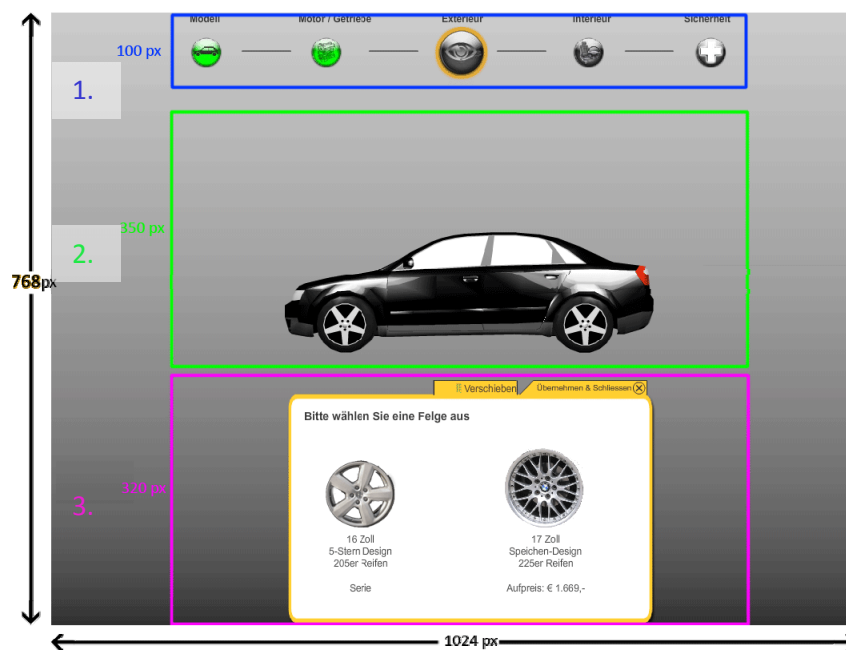 Modell
Motor / Getriebe
Exterieur
Interieur
Sicherheit
100 px
1.
350 px
2.
768px
Verschieben
Übernehmen & Schliessen
Bitte wählen Sie eine Felge aus
320 px
3.
16 Zoll
5-Stern Design
205er Reifen
Serie
17 Zoll
Speichen-Design
225er Reifen
Aufpreis: € 1.669,-
1024 px